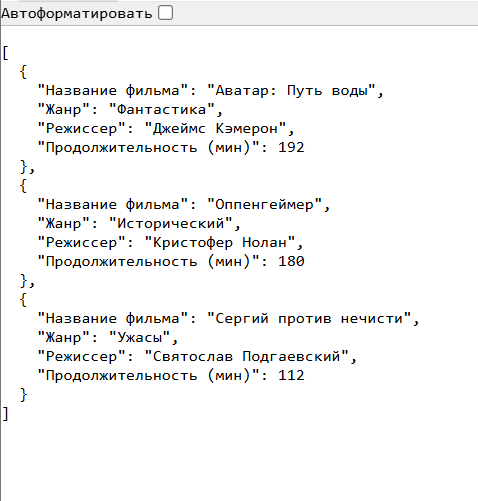 Автоформатировать
[
  {
    "Название фильма": "Аватар: Путь воды",
    "Жанр": "Фантастика",
    "Режиссер": "Джеймс Кэмерон",
    "Продолжительность (мин)": 192
  },
  {
    "Название фильма": "Оппенгеймер",
    "Жанр": "Исторический",
    "Режиссер": "Кристофер Нолан",
    "Продолжительность (мин)": 180
  },
  {
    "Название фильма": "Сергий против нечисти",
    "Жанр": "Ужасы",
    "Режиссер": "Святослав Подгаевский",
    "Продолжительность (мин)": 112
  }
]